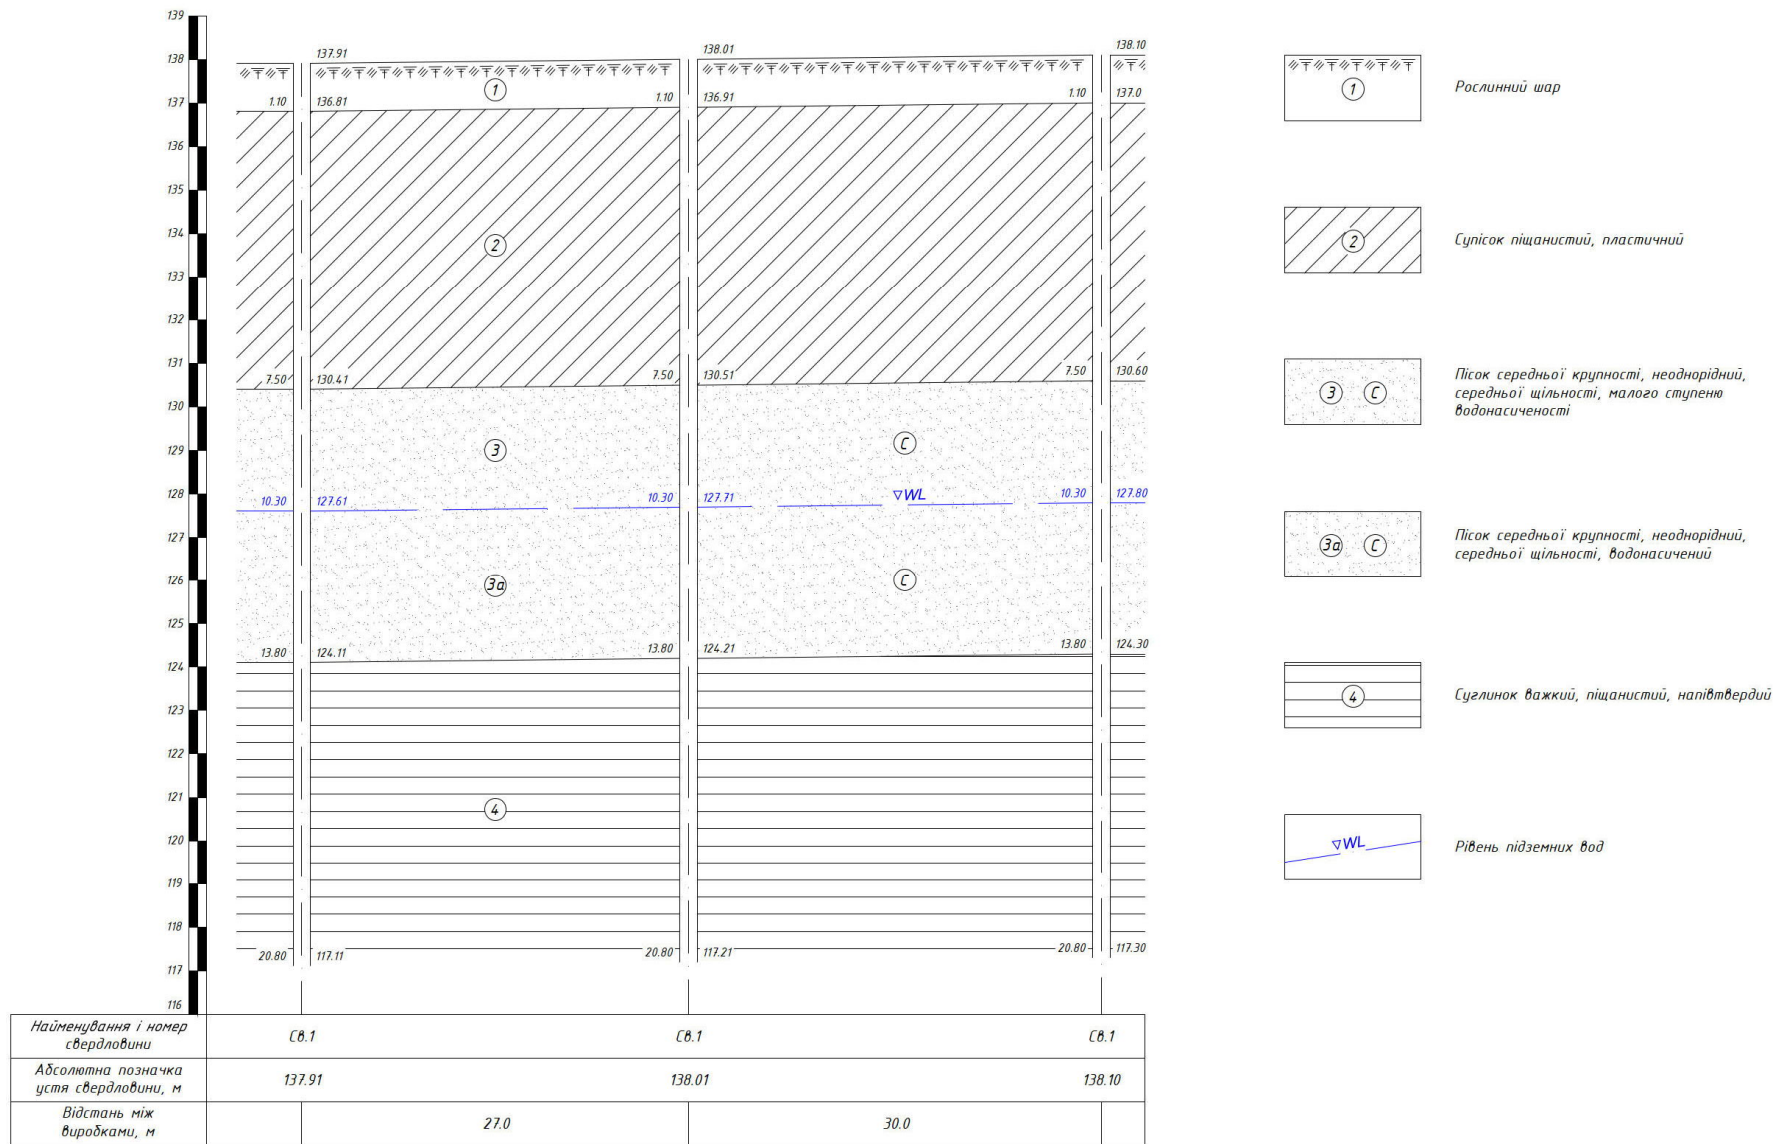 139
137.91
138.01
138.10
138
1
1
Рослинний шар
1.10
136.81
1.10
136.91
1.10
137.0
137
136
135
134
2
2
Супісок піщанистий, пластичний
133
132
131
7.50
130.41
7.50
130.51
7.50
130.60
130
3
С
Пісок середньої крупності, неоднорідний,
середньої щільності, малого ступеню
водонасиченості
129
3
С
128
10.30
127.61
10.30
127.71
▽WL
10.30
127.80
127
3а
С
Пісок середньої крупності, неоднорідний,
середньої щільності, водонасичений
126
3а
С
125
13.80
124.11
13.80
124.21
13.80
124.30
124
4
Суглинок важкий, піщанистий, напівтвердий
123
122
121
4
120
▽WL
Рівень підземних вод
119
118
20.80
117.11
20.80
117.21
20.80
117.30
117
116
Найменування і номер
свердловини
Св.1
Св.1
Св.1
Абсолютна позначка
устя свердловини, м
137.91
138.01
138.10
Відстань між
виробками, м
27.0
30.0